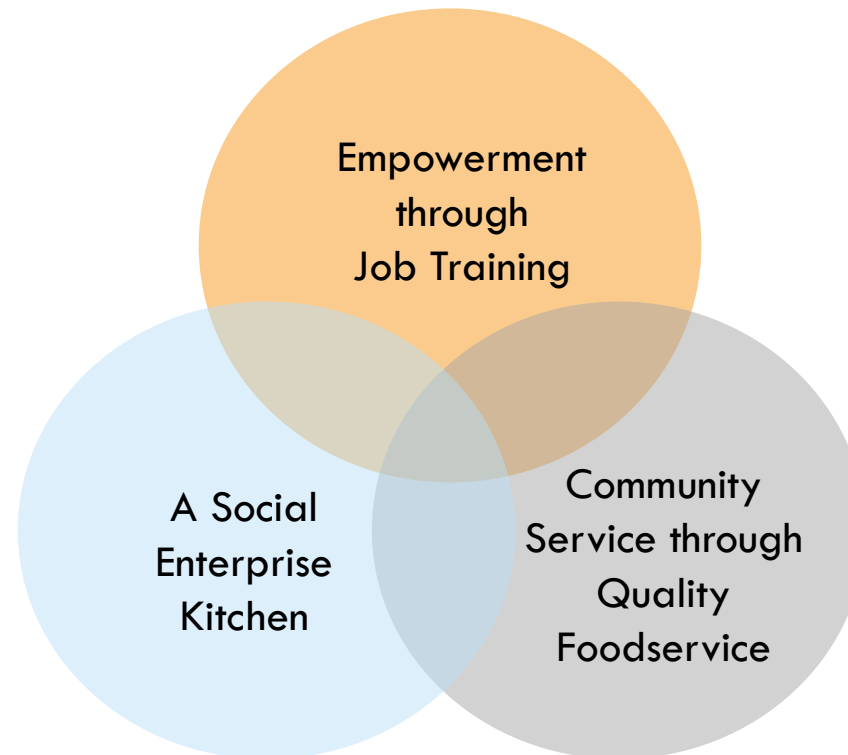 Empowerment
through
Job Training
A Social
Enterprise
Kitchen
Community
Service through
Quality
Foodservice